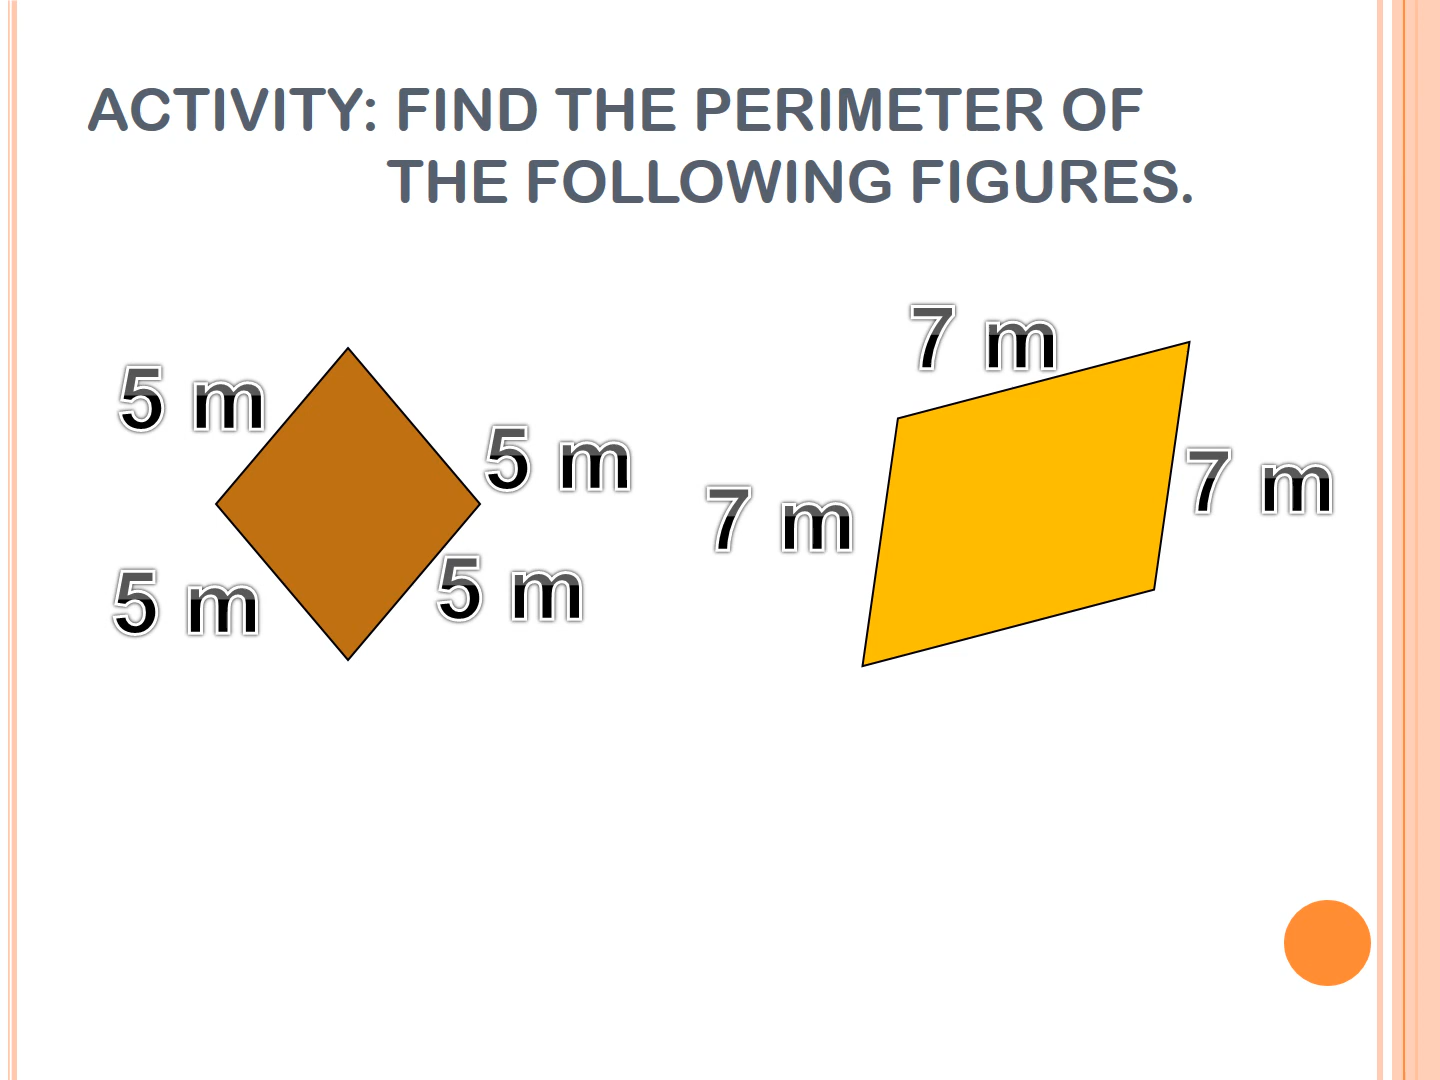 ACTIVITY: FIND THE PERIMETER OF
THE FOLLOWING FIGURES.
5 m
5 m
5 m
5 m
7 m
7 m
7 m